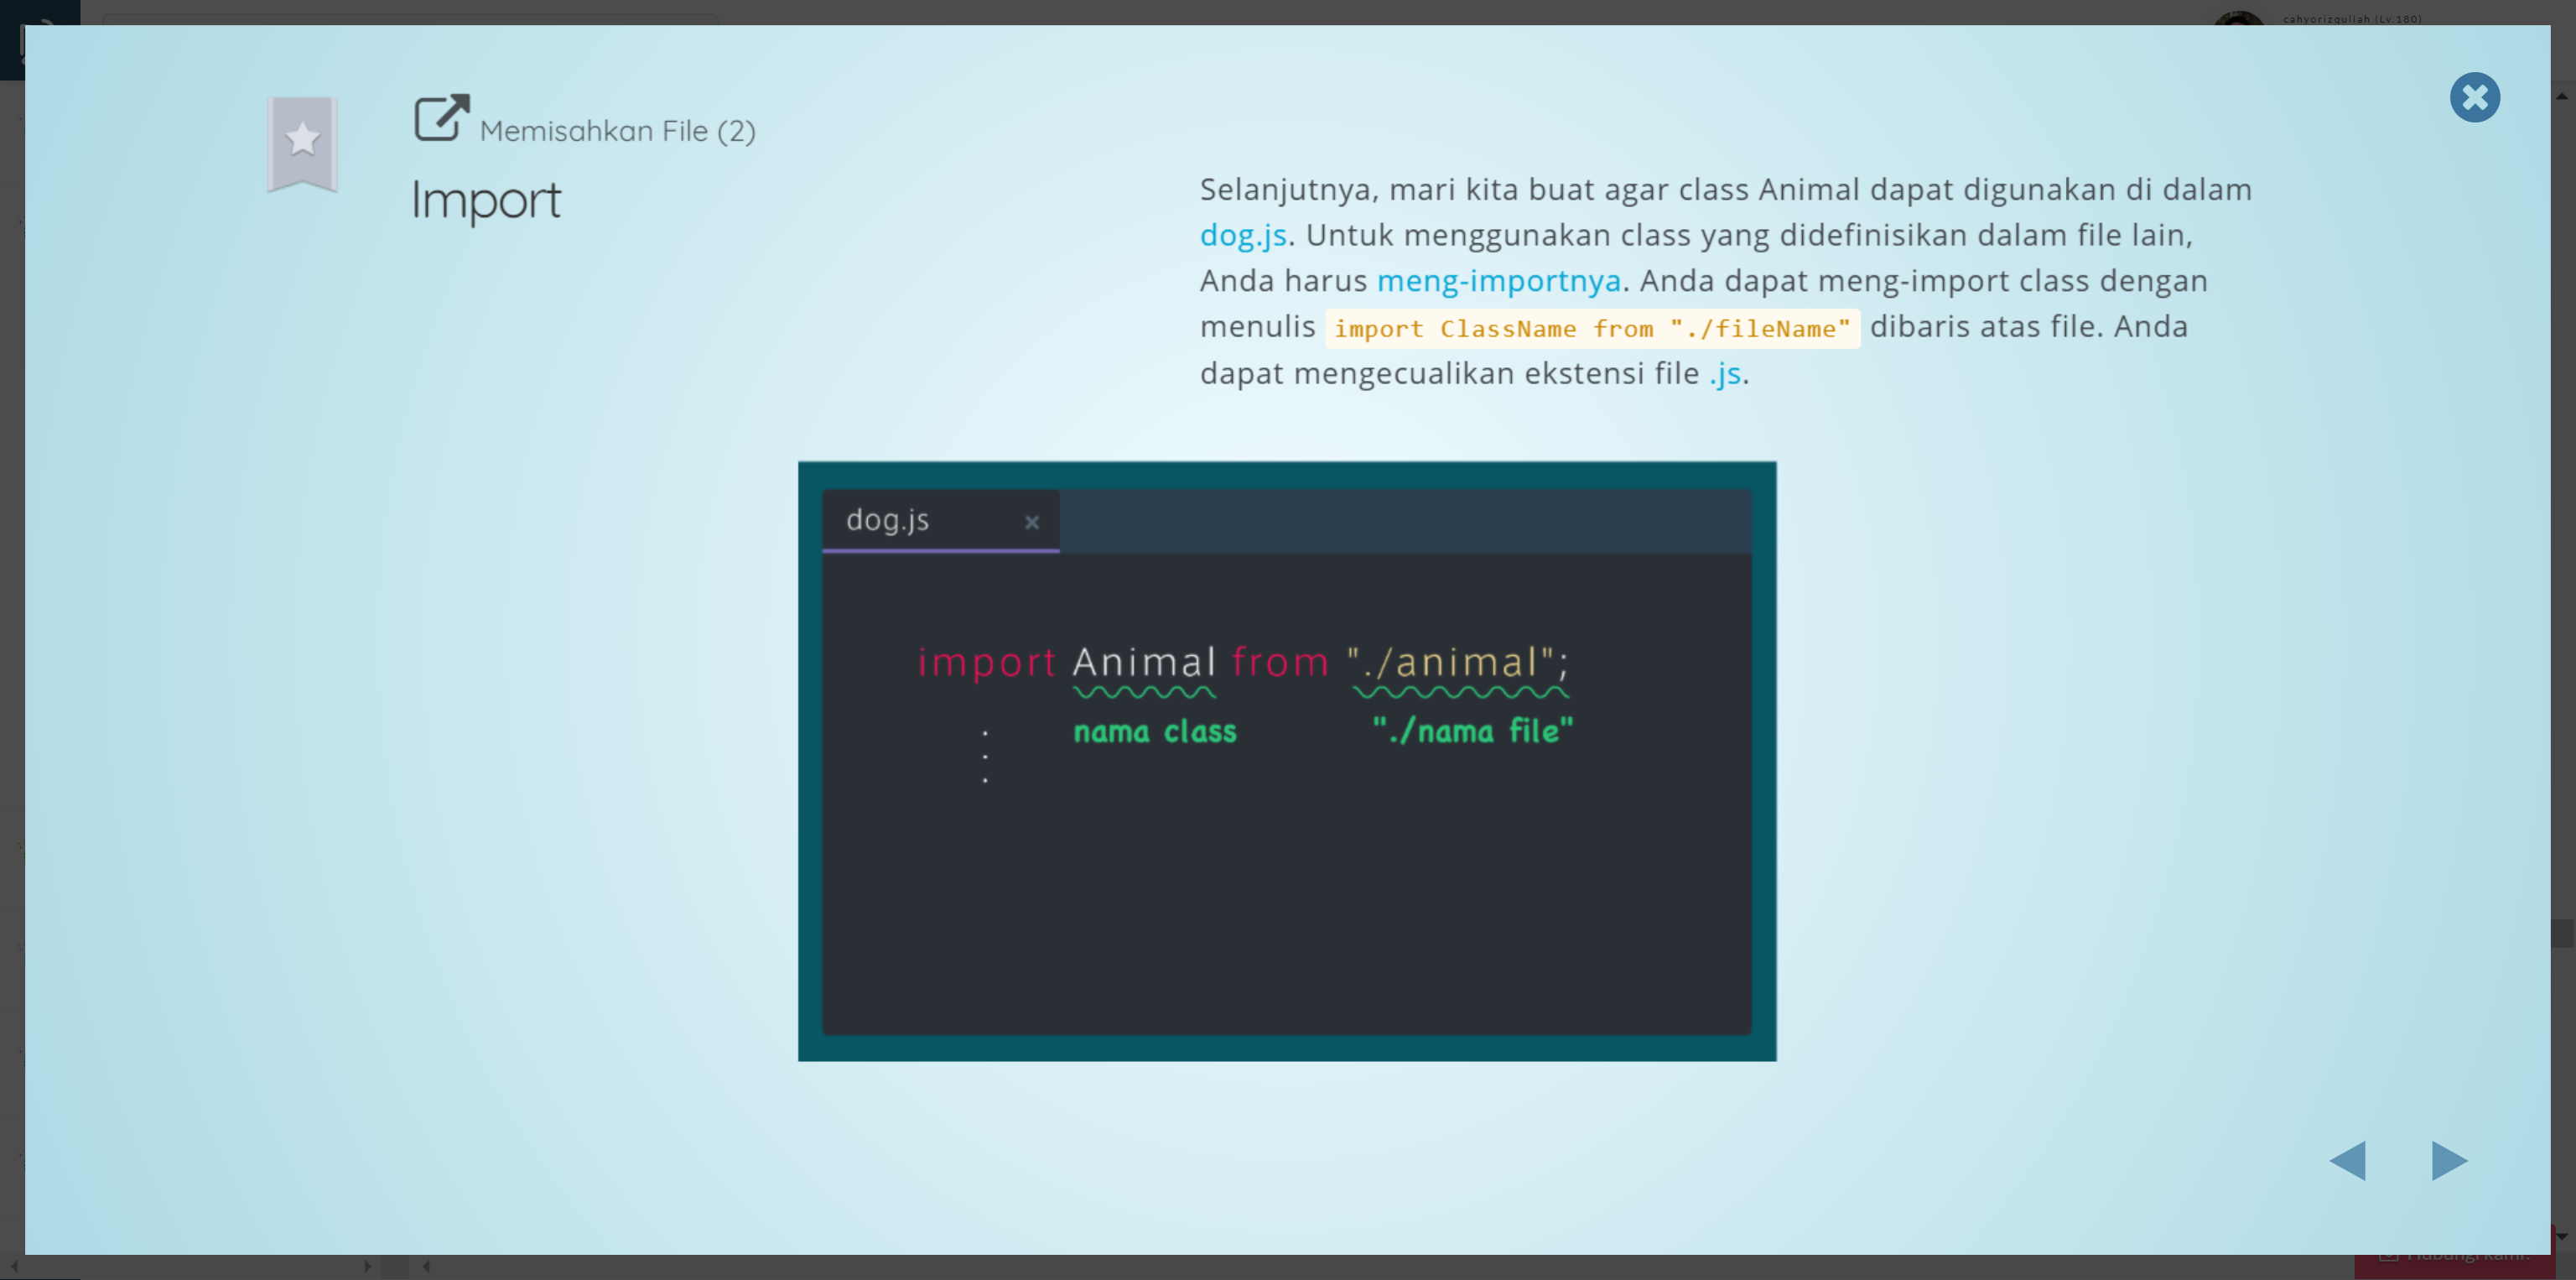 cahyorizqullah (Lv.180)
Memisahkan File (2)
Import
Selanjutnya, mari kita buat agar class Animal dapat digunakan di dalam
dog.js. Untuk menggunakan class yang didefinisikan dalam file lain,
Anda harus meng-importnya. Anda dapat meng-import class dengan
menulis import ClassName from "./fileName" dibaris atas file. Anda
dapat mengecualikan ekstensi file .js.
dog.js ×
import Animal from "./animal";
nama class "./nama file"
Hubungi kami!